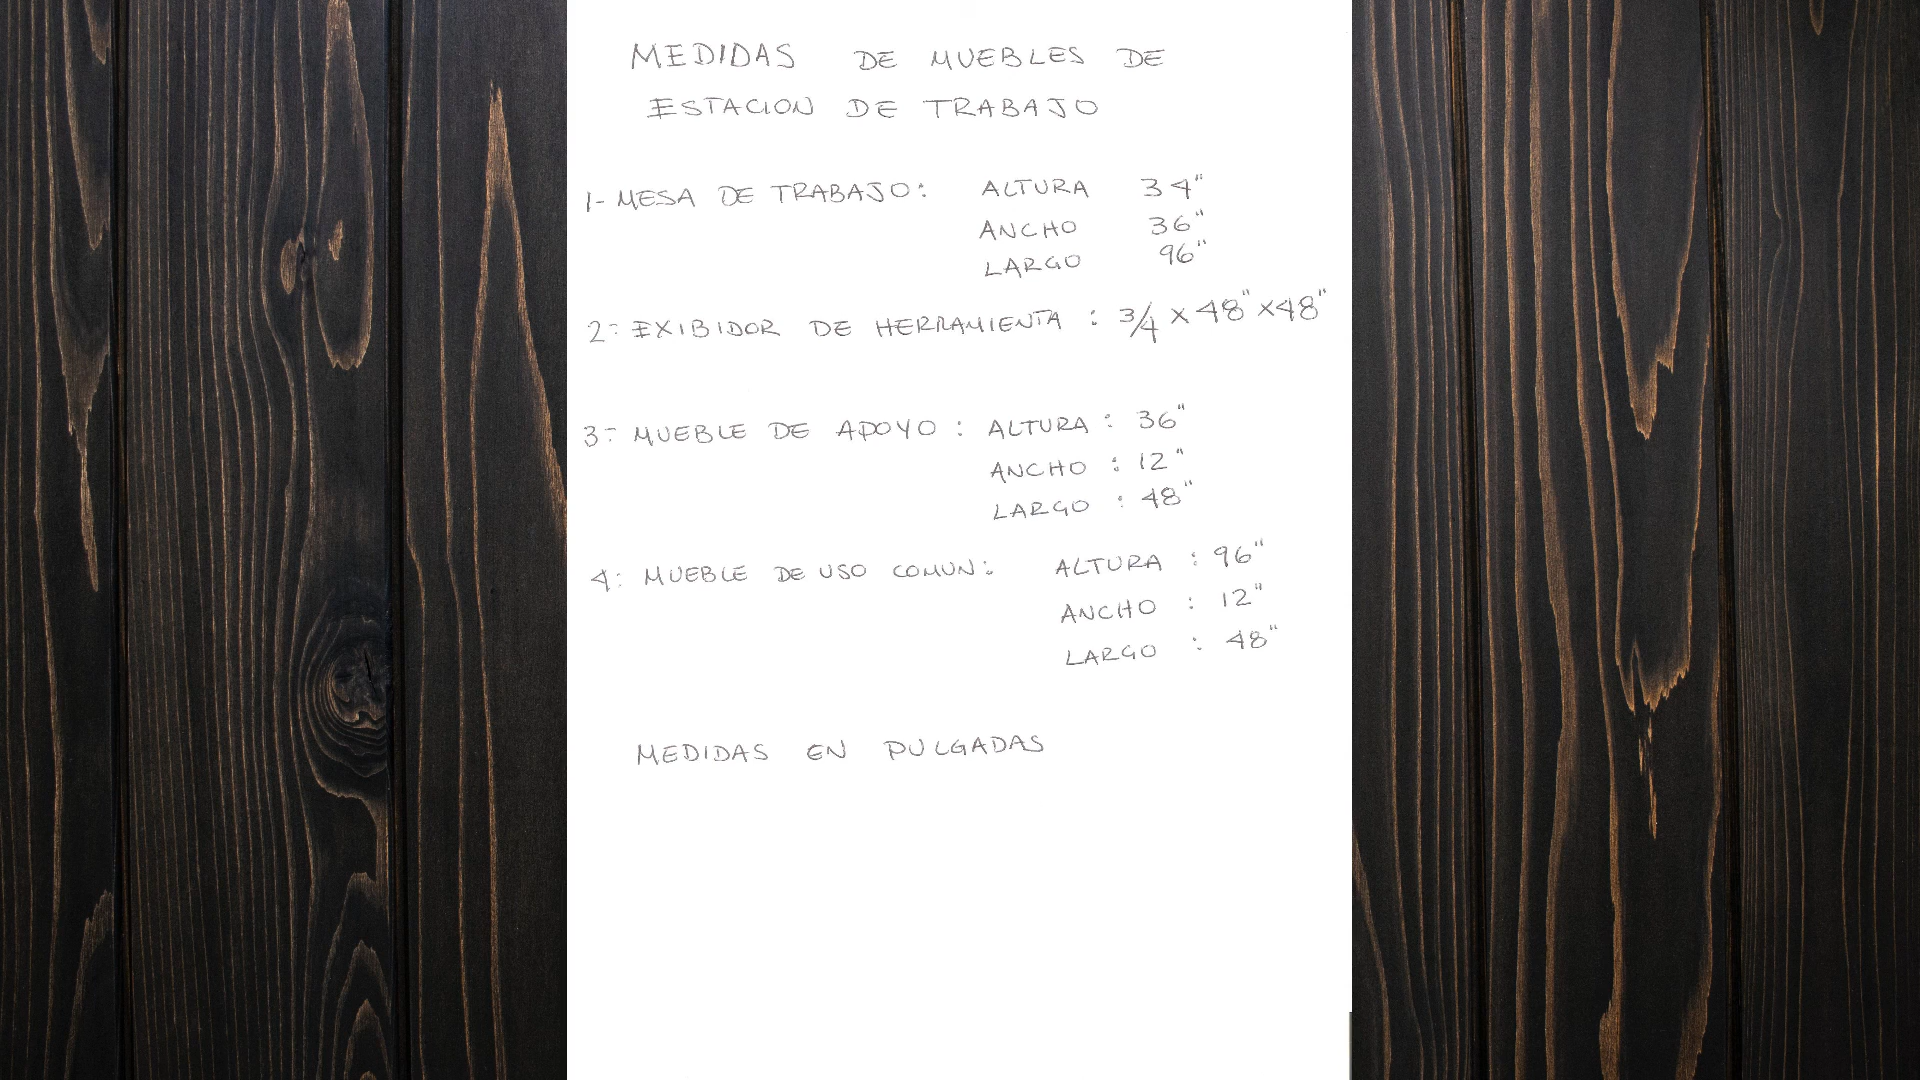 MEDIDAS DE MUEBLES DE
ESTACION DE TRABAJO
1- MESA DE TRABAJO: ALTURA 34"
ANCHO 36"
LARGO 96"
2- EXIBIDOR DE HERRAMIENTA : 3/4 x 48" x 48"
3- MUEBLE DE APOYO : ALTURA : 36"
ANCHO : 12"
LARGO : 48"
4: MUEBLE DE USO COMUN: ALTURA : 96"
ANCHO : 12"
LARGO : 48"
MEDIDAS EN PULGADAS